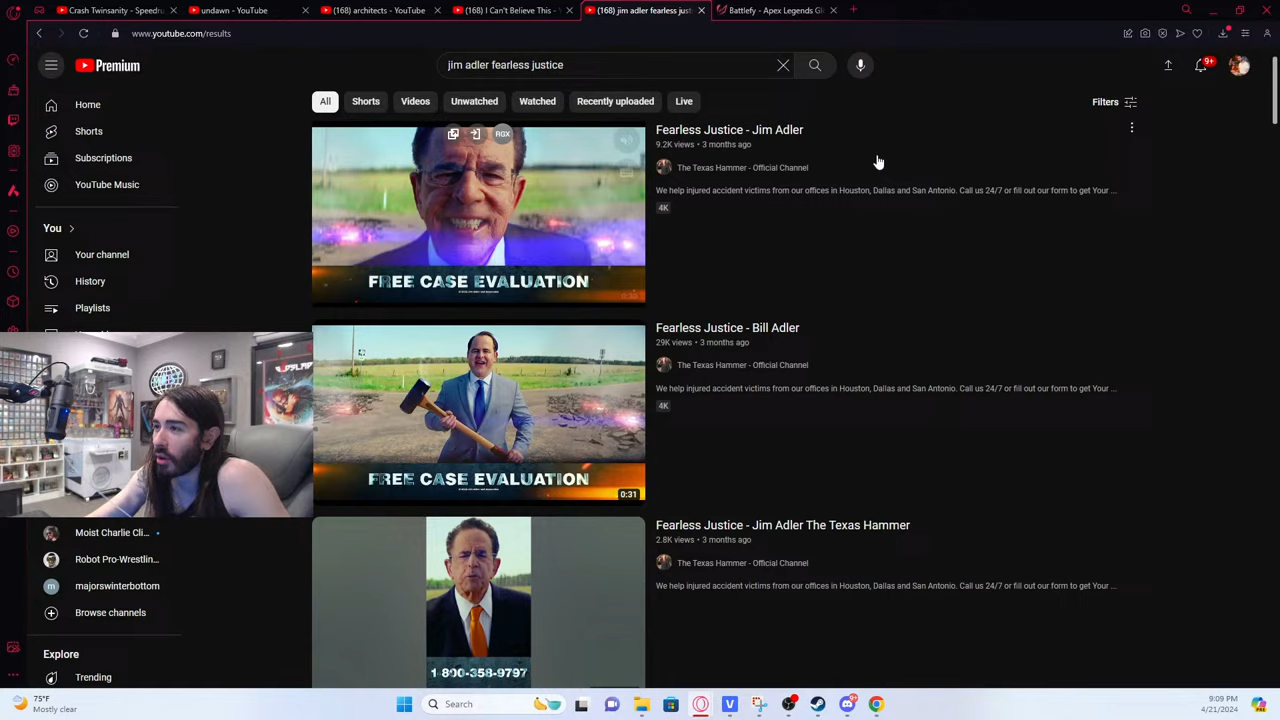 Crash Twinsanity - Speedru
undawn - YouTube
(168) architects - YouTube
(168) I Can't Believe This -
(168) jim adler fearless just
Battlefy - Apex Legends Gl
www.youtube.com/results
Premium
jim adler fearless justice
9+
All
Shorts
Videos
Unwatched
Watched
Recently uploaded
Live
Filters
Home
Shorts
Subscriptions
YouTube Music
You
Your channel
History
Playlists
RGX
FREE CASE EVALUATION
Fearless Justice - Jim Adler
9.2K views • 3 months ago
The Texas Hammer - Official Channel
We help injured accident victims from our offices in Houston, Dallas and San Antonio. Call us 24/7 or fill out our form to get Your ...
4K
FREE CASE EVALUATION
0:31
Fearless Justice - Bill Adler
29K views • 3 months ago
The Texas Hammer - Official Channel
We help injured accident victims from our offices in Houston, Dallas and San Antonio. Call us 24/7 or fill out our form to get Your ...
4K
1-800-358-9797
Fearless Justice - Jim Adler The Texas Hammer
2.8K views • 3 months ago
The Texas Hammer - Official Channel
We help injured accident victims from our offices in Houston, Dallas and San Antonio. Call us 24/7 or fill out our form to get Your ...
Moist Charlie Cli...
Robot Pro-Wrestlin...
m
majorswinterbottom
Browse channels
Explore
Trending
75°F
Mostly clear
Search
9+
9:09 PM
4/21/2024